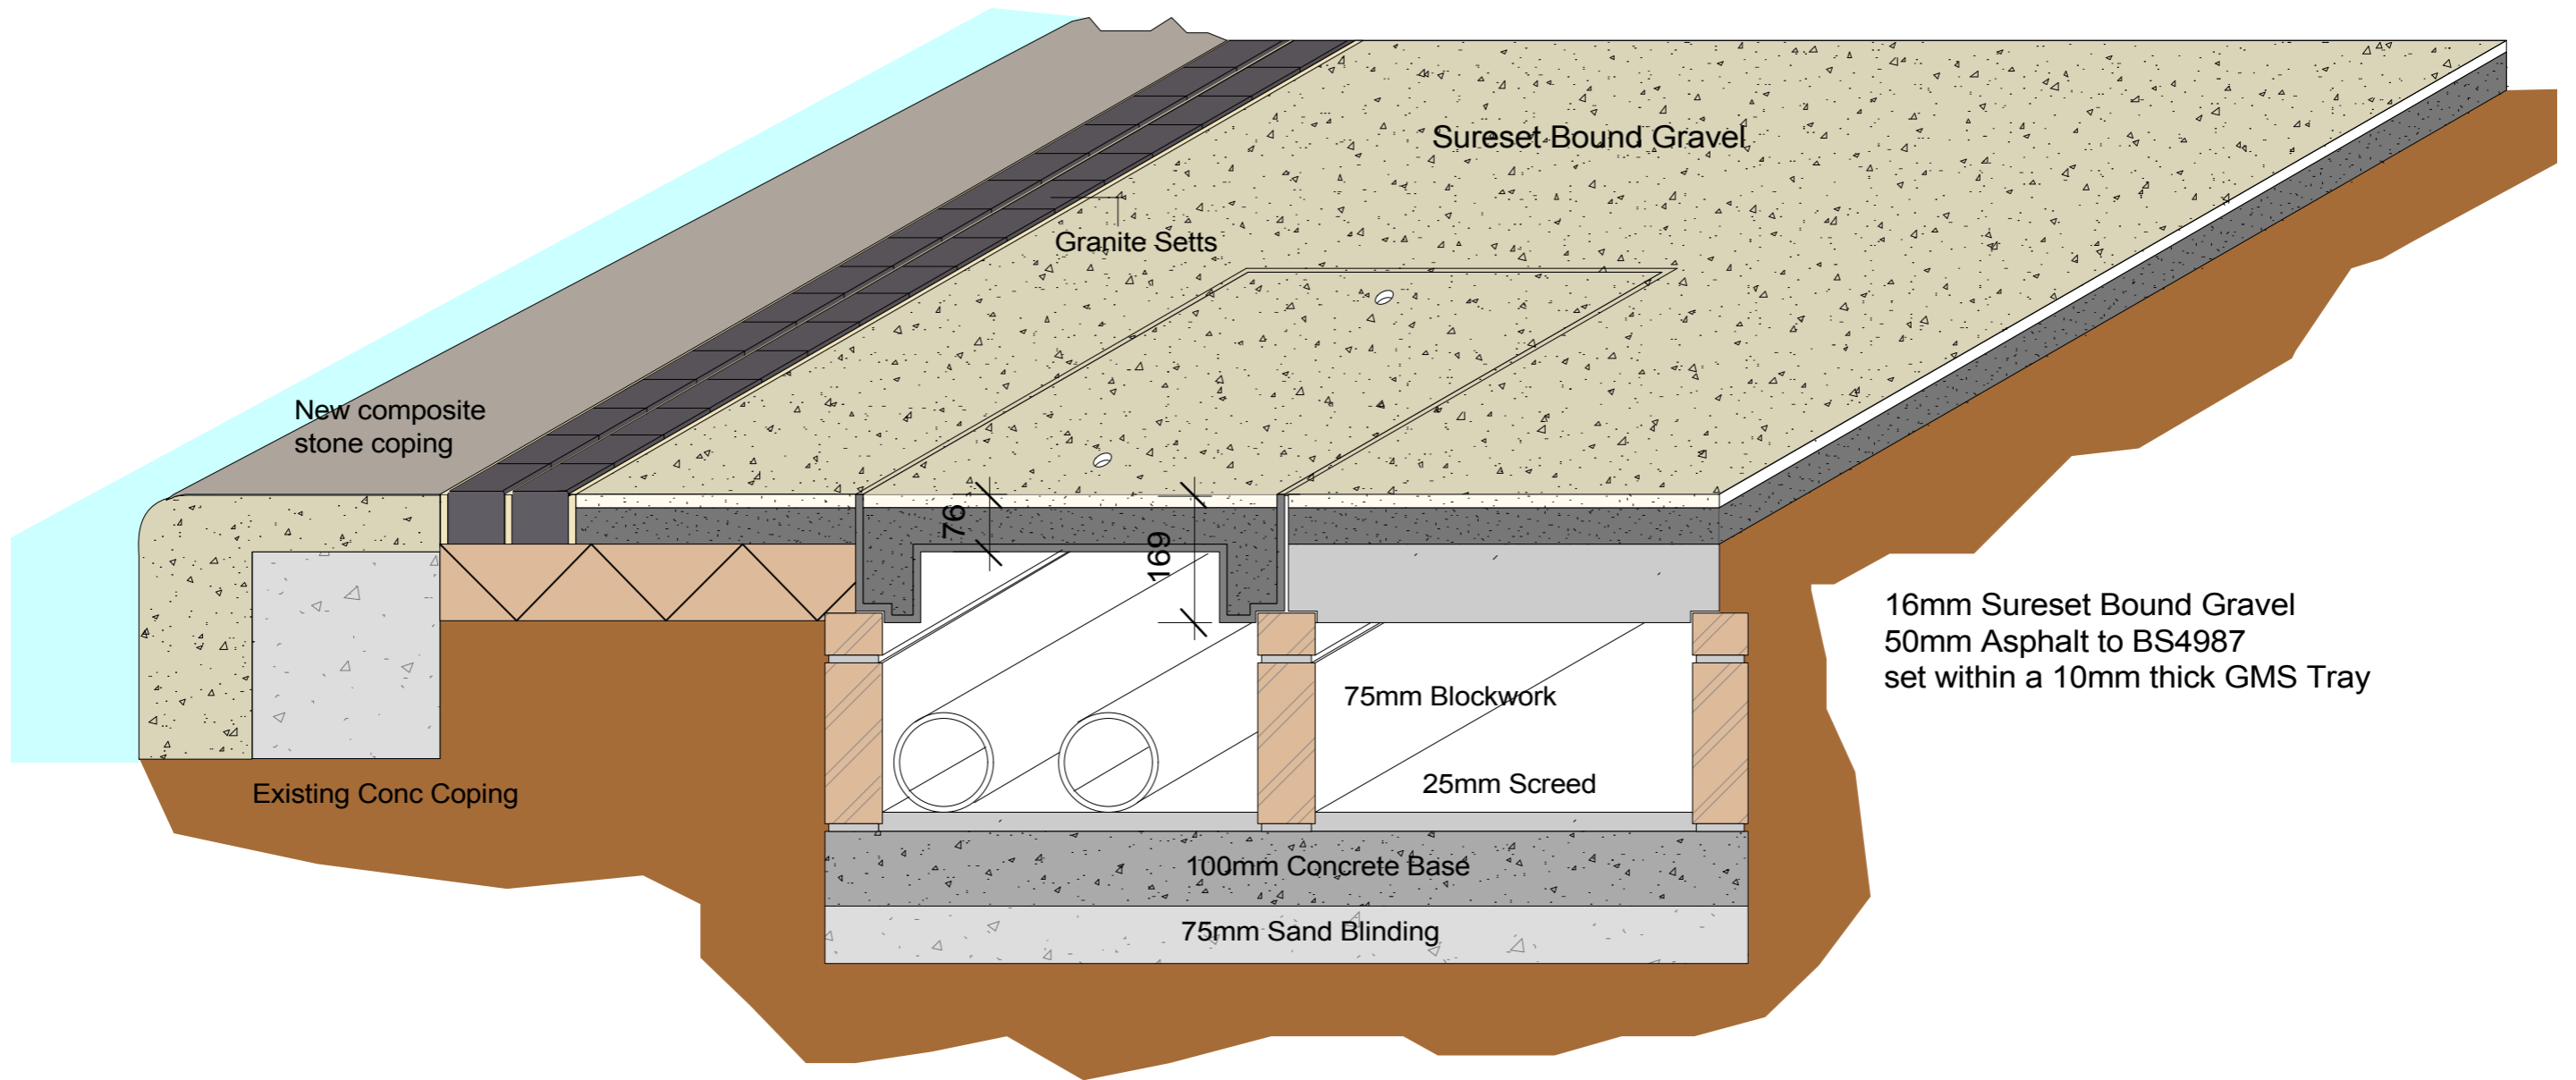 Sureset Bound Gravel
Granite Setts
New composite
stone coping
76
169
16mm Sureset Bound Gravel
50mm Asphalt to BS4987
set within a 10mm thick GMS Tray
75mm Blockwork
25mm Screed
Existing Conc Coping
100mm Concrete Base
75mm Sand Blinding